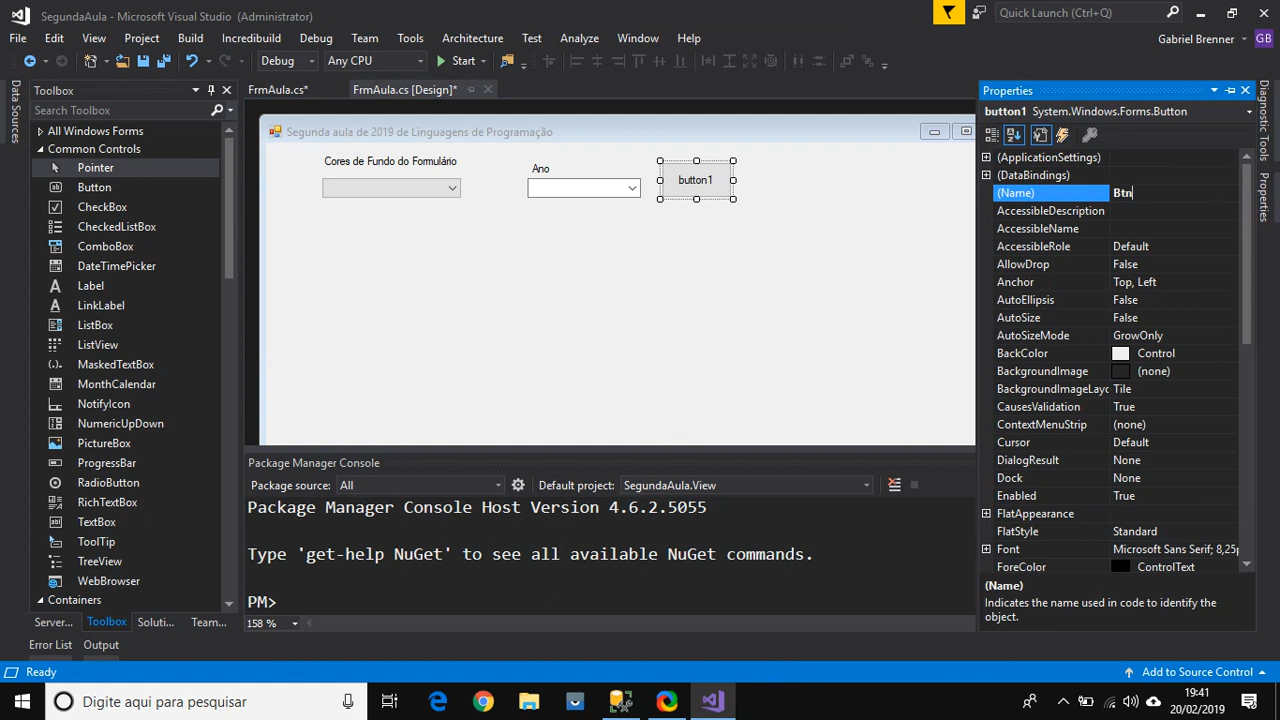 SegundaAula - Microsoft Visual Studio (Administrator)
Quick Launch (Ctrl+Q)
File Edit View Project Build Incredibuild Debug Team Tools Architecture Test Analyze Window Help
Gabriel Brenner GB
Debug Any CPU Start
Data Sources
Toolbox
Search Toolbox
All Windows Forms
Common Controls
Pointer
Button
CheckBox
CheckedListBox
ComboBox
DateTimePicker
Label
LinkLabel
ListBox
ListView
MaskedTextBox
MonthCalendar
NotifyIcon
NumericUpDown
PictureBox
ProgressBar
RadioButton
RichTextBox
TextBox
ToolTip
TreeView
WebBrowser
Containers
Server... Toolbox Soluti... Team...
FrmAula.cs* FrmAula.cs [Design]*
Segunda aula de 2019 de Linguagens de Programação
Cores de Fundo do Formulário
Ano
button1
Package Manager Console
Package source: All Default project: SegundaAula.View
Package Manager Console Host Version 4.6.2.5055
Type 'get-help NuGet' to see all available NuGet commands.
PM>
158 %
Properties
button1 System.Windows.Forms.Button
(ApplicationSettings)
(DataBindings)
(Name) Btn
AccessibleDescription
AccessibleName
AccessibleRole Default
AllowDrop False
Anchor Top, Left
AutoEllipsis False
AutoSize False
AutoSizeMode GrowOnly
BackColor Control
BackgroundImage (none)
BackgroundImageLayo Tile
CausesValidation True
ContextMenuStrip (none)
Cursor Default
DialogResult None
Dock None
Enabled True
FlatAppearance
FlatStyle Standard
Font Microsoft Sans Serif; 8,25p
ForeColor ControlText
(Name)
Indicates the name used in code to identify the
object.
Diagnostic Tools
Properties
Error List Output
Ready
Add to Source Control
Digite aqui para pesquisar
19:41
20/02/2019